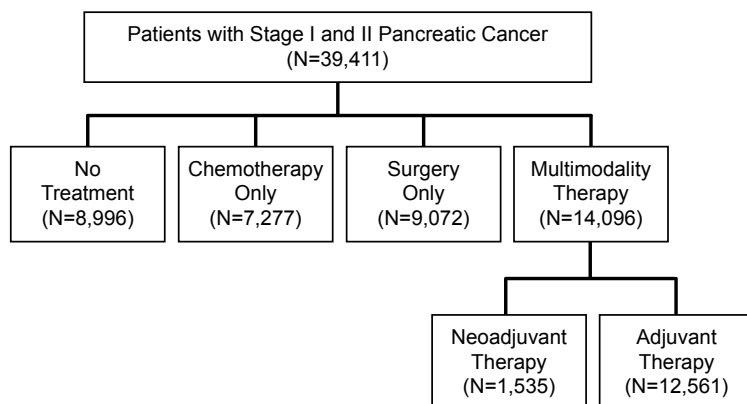 Patients with Stage I and II Pancreatic Cancer
(N=39,411)
No
Treatment
(N=8,996)
Chemotherapy
Only
(N=7,277)
Surgery
Only
(N=9,072)
Multimodality
Therapy
(N=14,096)
Neoadjuvant
Therapy
(N=1,535)
Adjuvant
Therapy
(N=12,561)